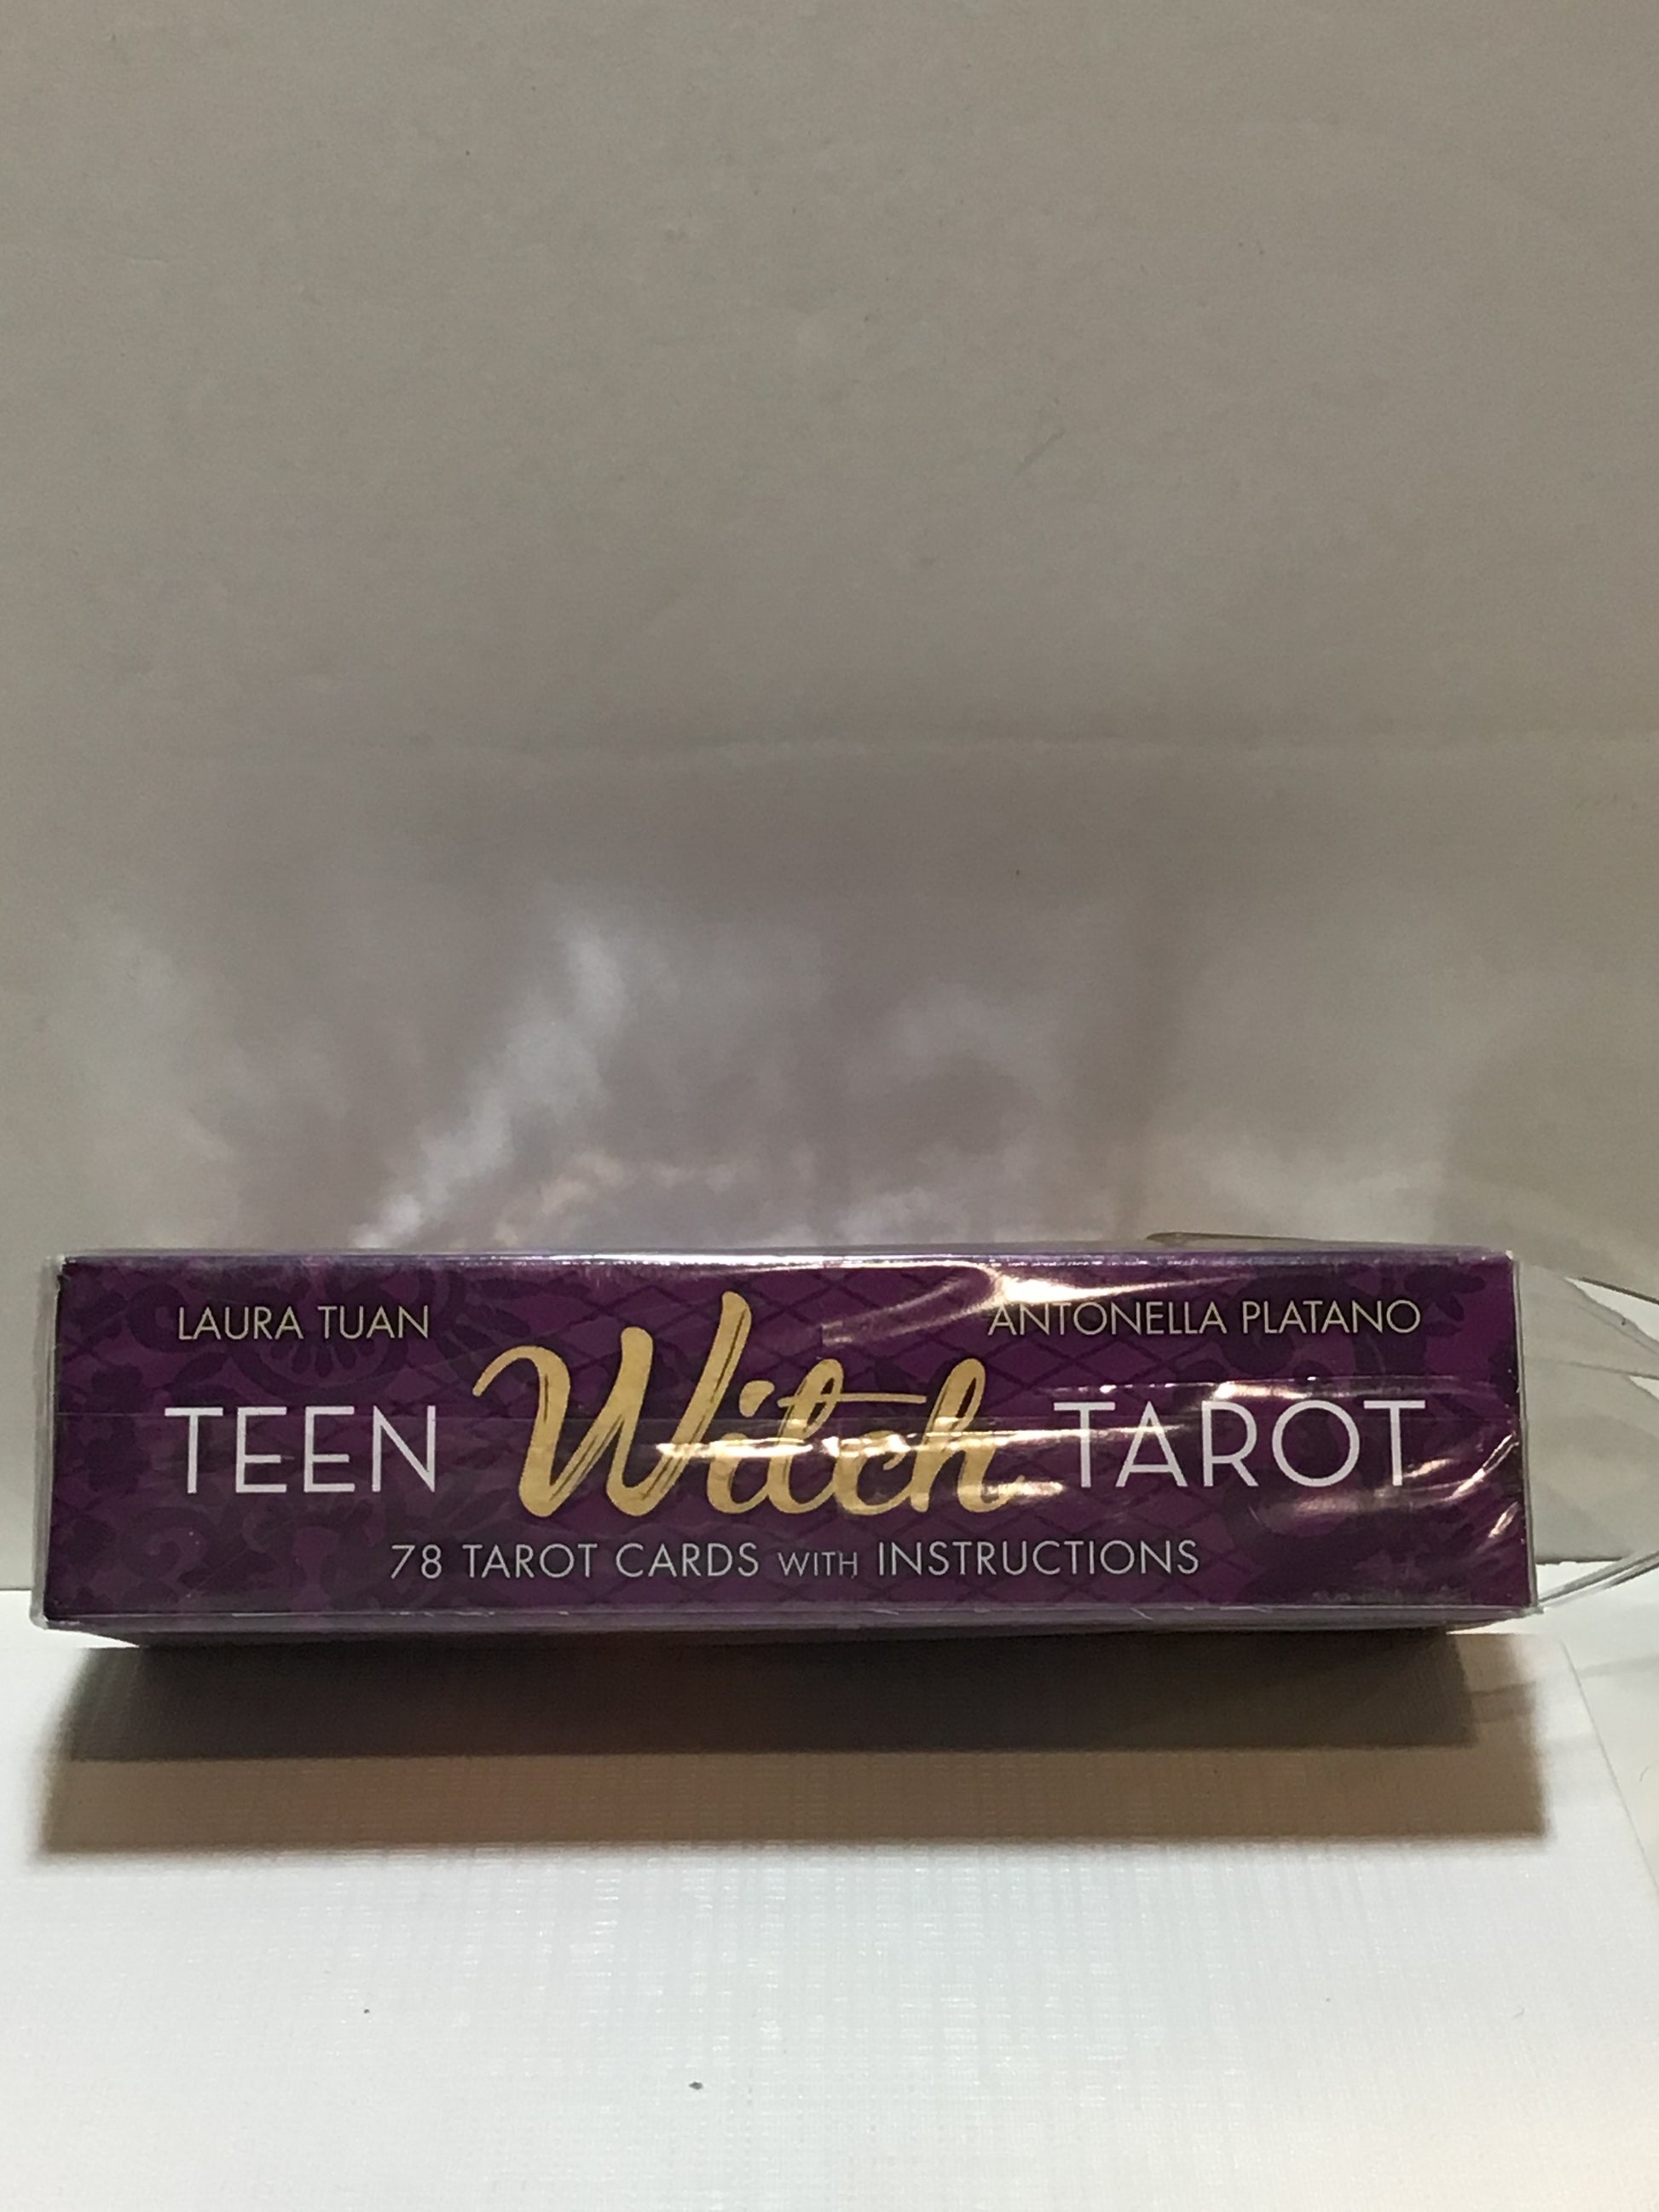 LAURA TUAN ANTONELLA PLATANO
TEEN Witch TAROT
78 TAROT CARDS WITH INSTRUCTIONS